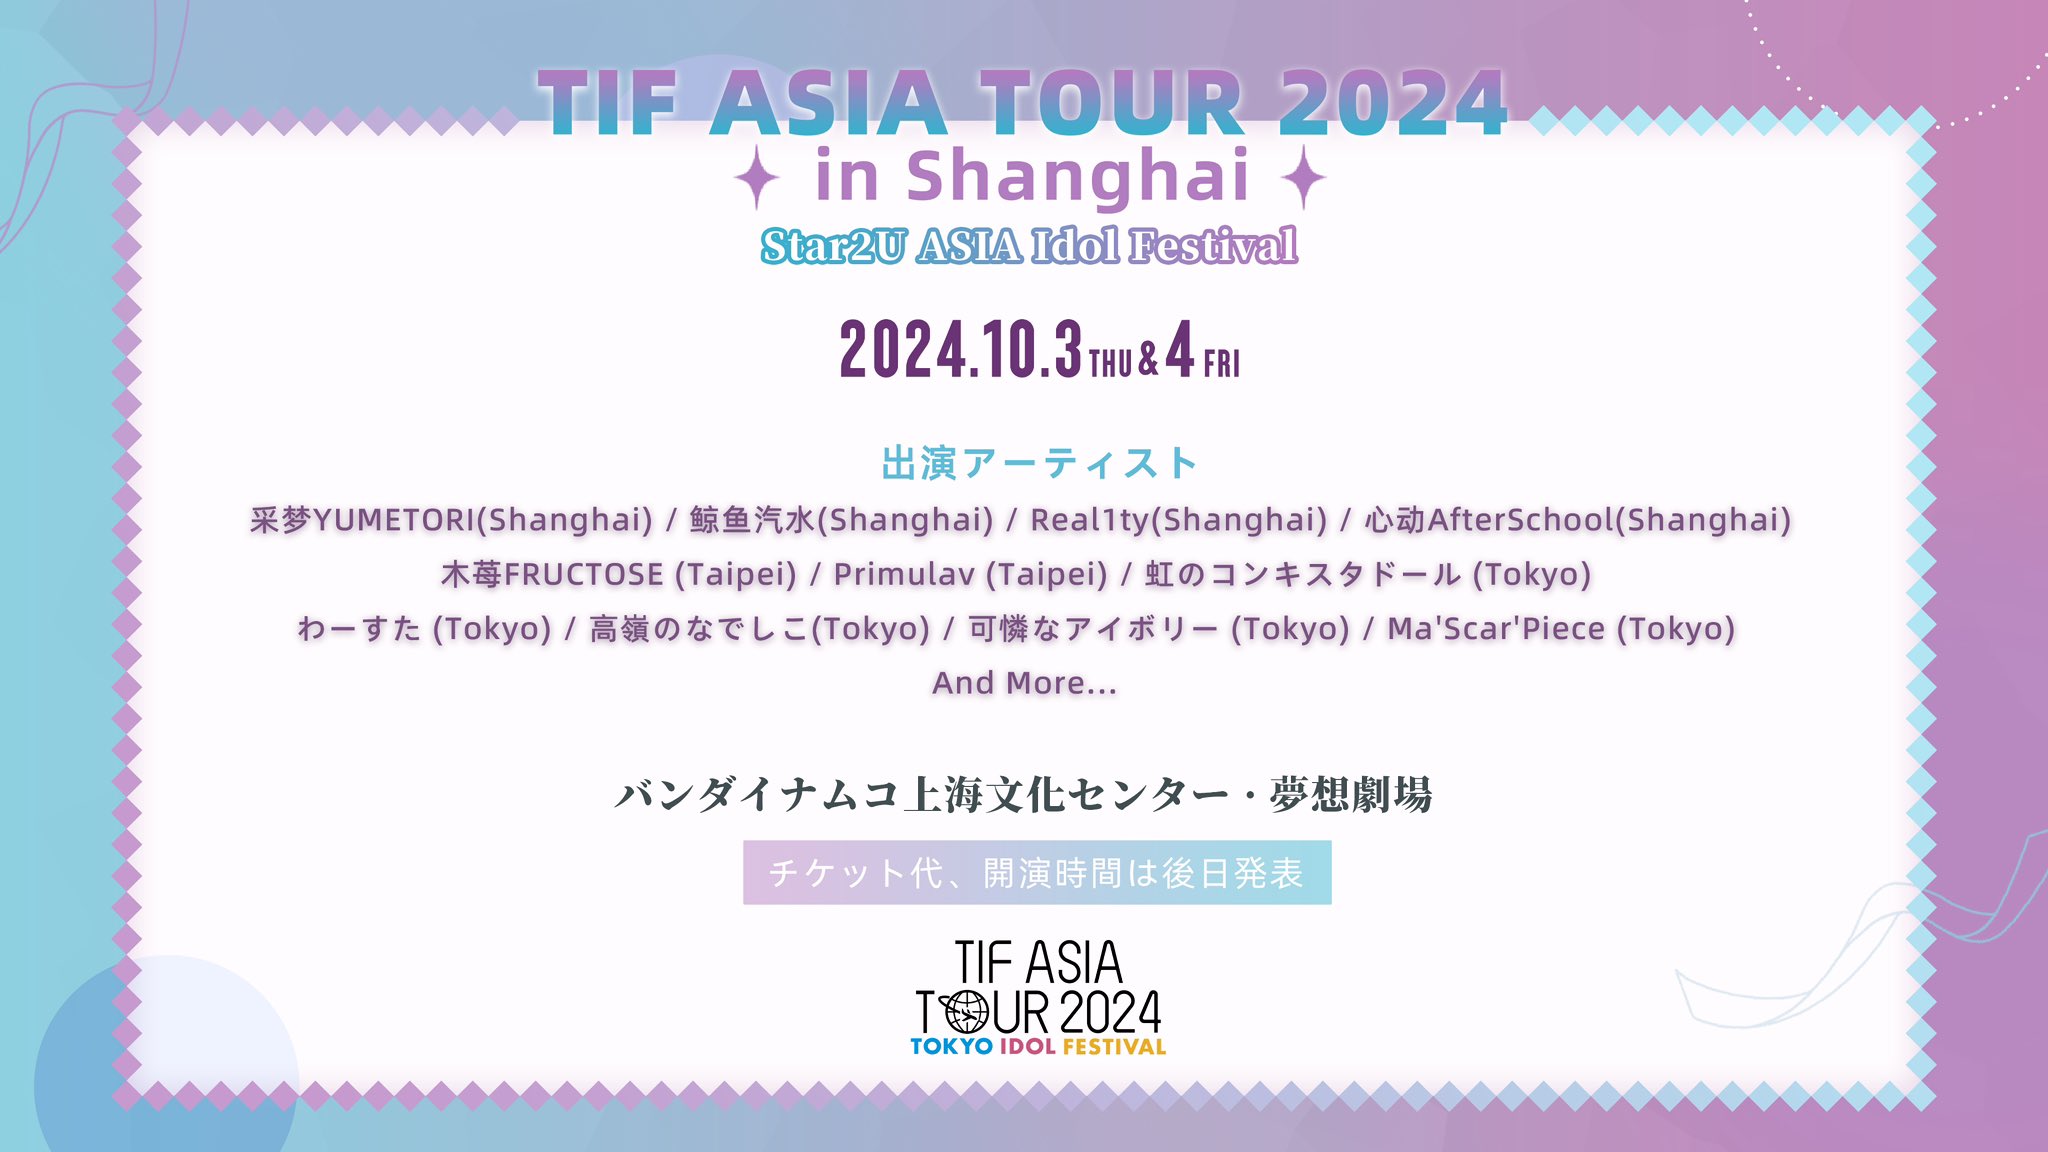 TIF ASIA TOUR 2024
in Shanghai
Star2U ASIA Idol Festival
2024.10.3 THU & 4 FRI
出演アーティスト
采梦YUMETORI(Shanghai) / 鲸鱼汽水(Shanghai) / Real1ty(Shanghai) / 心动AfterSchool(Shanghai)
木苺FRUCTOSE (Taipei) / Primulav (Taipei) / 虹のコンキスタドール (Tokyo)
わーすた (Tokyo) / 高嶺のなでしこ(Tokyo) / 可憐なアイボリー (Tokyo) / Ma'Scar'Piece (Tokyo)
And More...
バンダイナムコ上海文化センター・夢想劇場
チケット代、開演時間は後日発表
TIF ASIA
TOUR 2024
TOKYO IDOL FESTIVAL